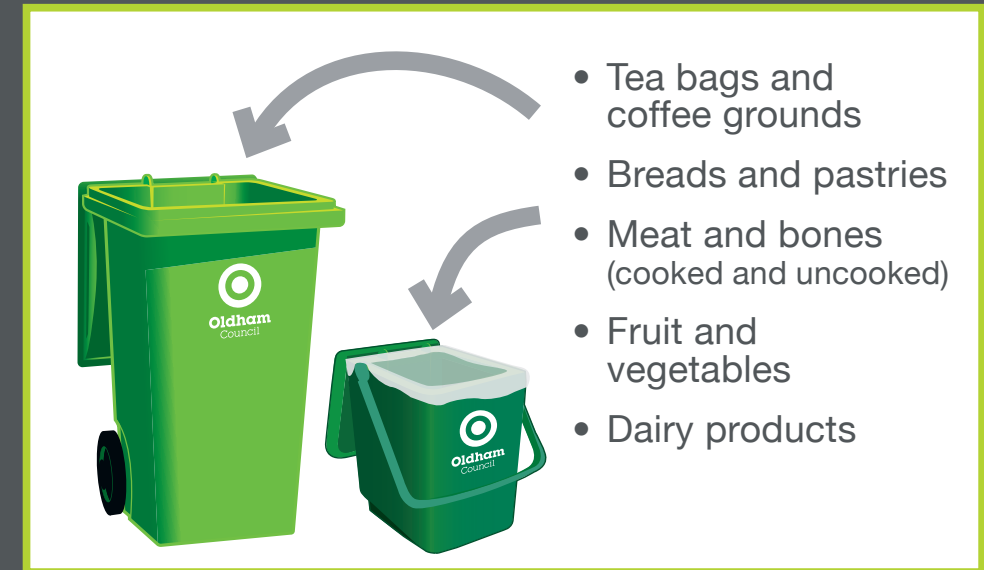 • Tea bags and
coffee grounds
• Breads and pastries
• Meat and bones
(cooked and uncooked)
• Fruit and
vegetables
• Dairy products
Oldham
Council
Oldham
Council